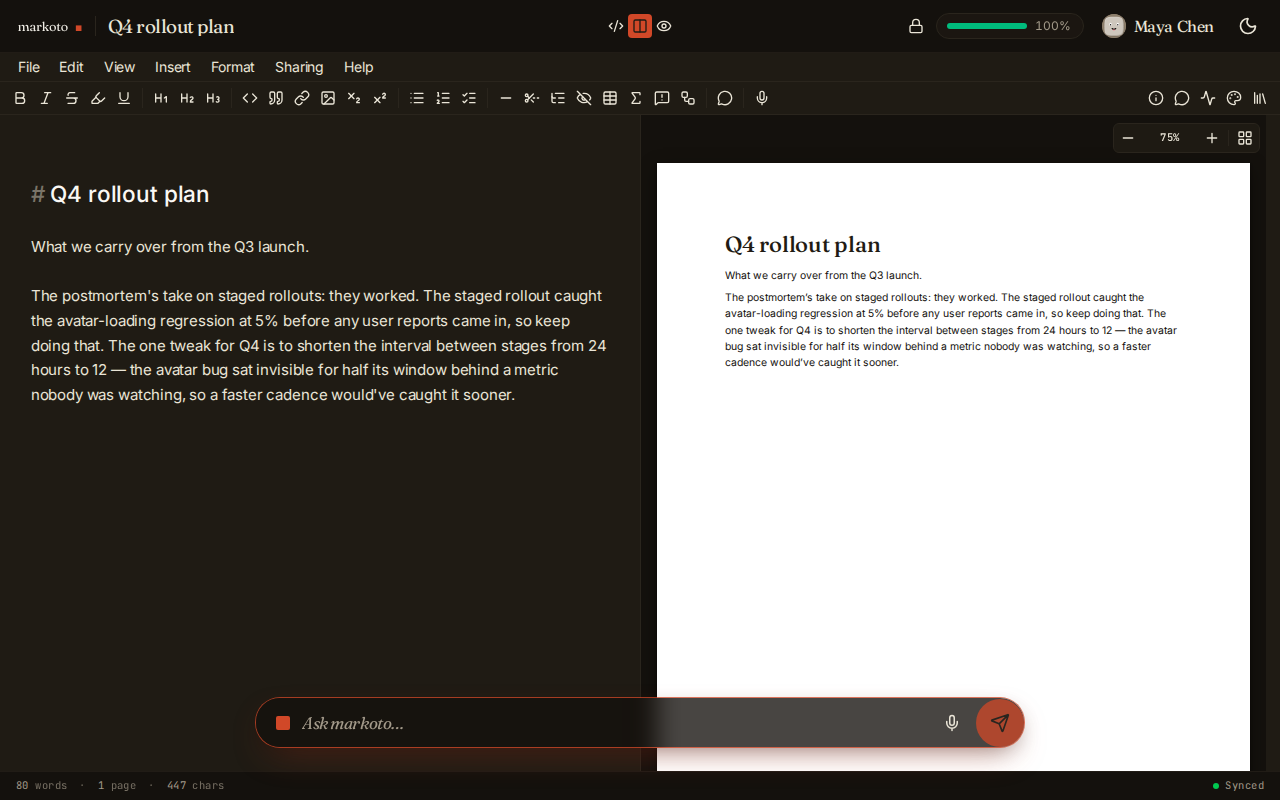 markoto
Q4 rollout plan
100%
Maya Chen
File Edit View Insert Format Sharing Help
H1 H2 H3
75%
# Q4 rollout plan
What we carry over from the Q3 launch.
The postmortem's take on staged rollouts: they worked. The staged rollout caught
the avatar-loading regression at 5% before any user reports came in, so keep
doing that. The one tweak for Q4 is to shorten the interval between stages from 24
hours to 12 — the avatar bug sat invisible for half its window behind a metric
nobody was watching, so a faster cadence would've caught it sooner.
Q4 rollout plan
What we carry over from the Q3 launch.
The postmortem’s take on staged rollouts: they worked. The staged rollout caught the
avatar-loading regression at 5% before any user reports came in, so keep doing that. The
one tweak for Q4 is to shorten the interval between stages from 24 hours to 12 — the avatar
bug sat invisible for half its window behind a metric nobody was watching, so a faster
cadence would’ve caught it sooner.
Ask markoto...
80 words · 1 page · 447 chars
Synced